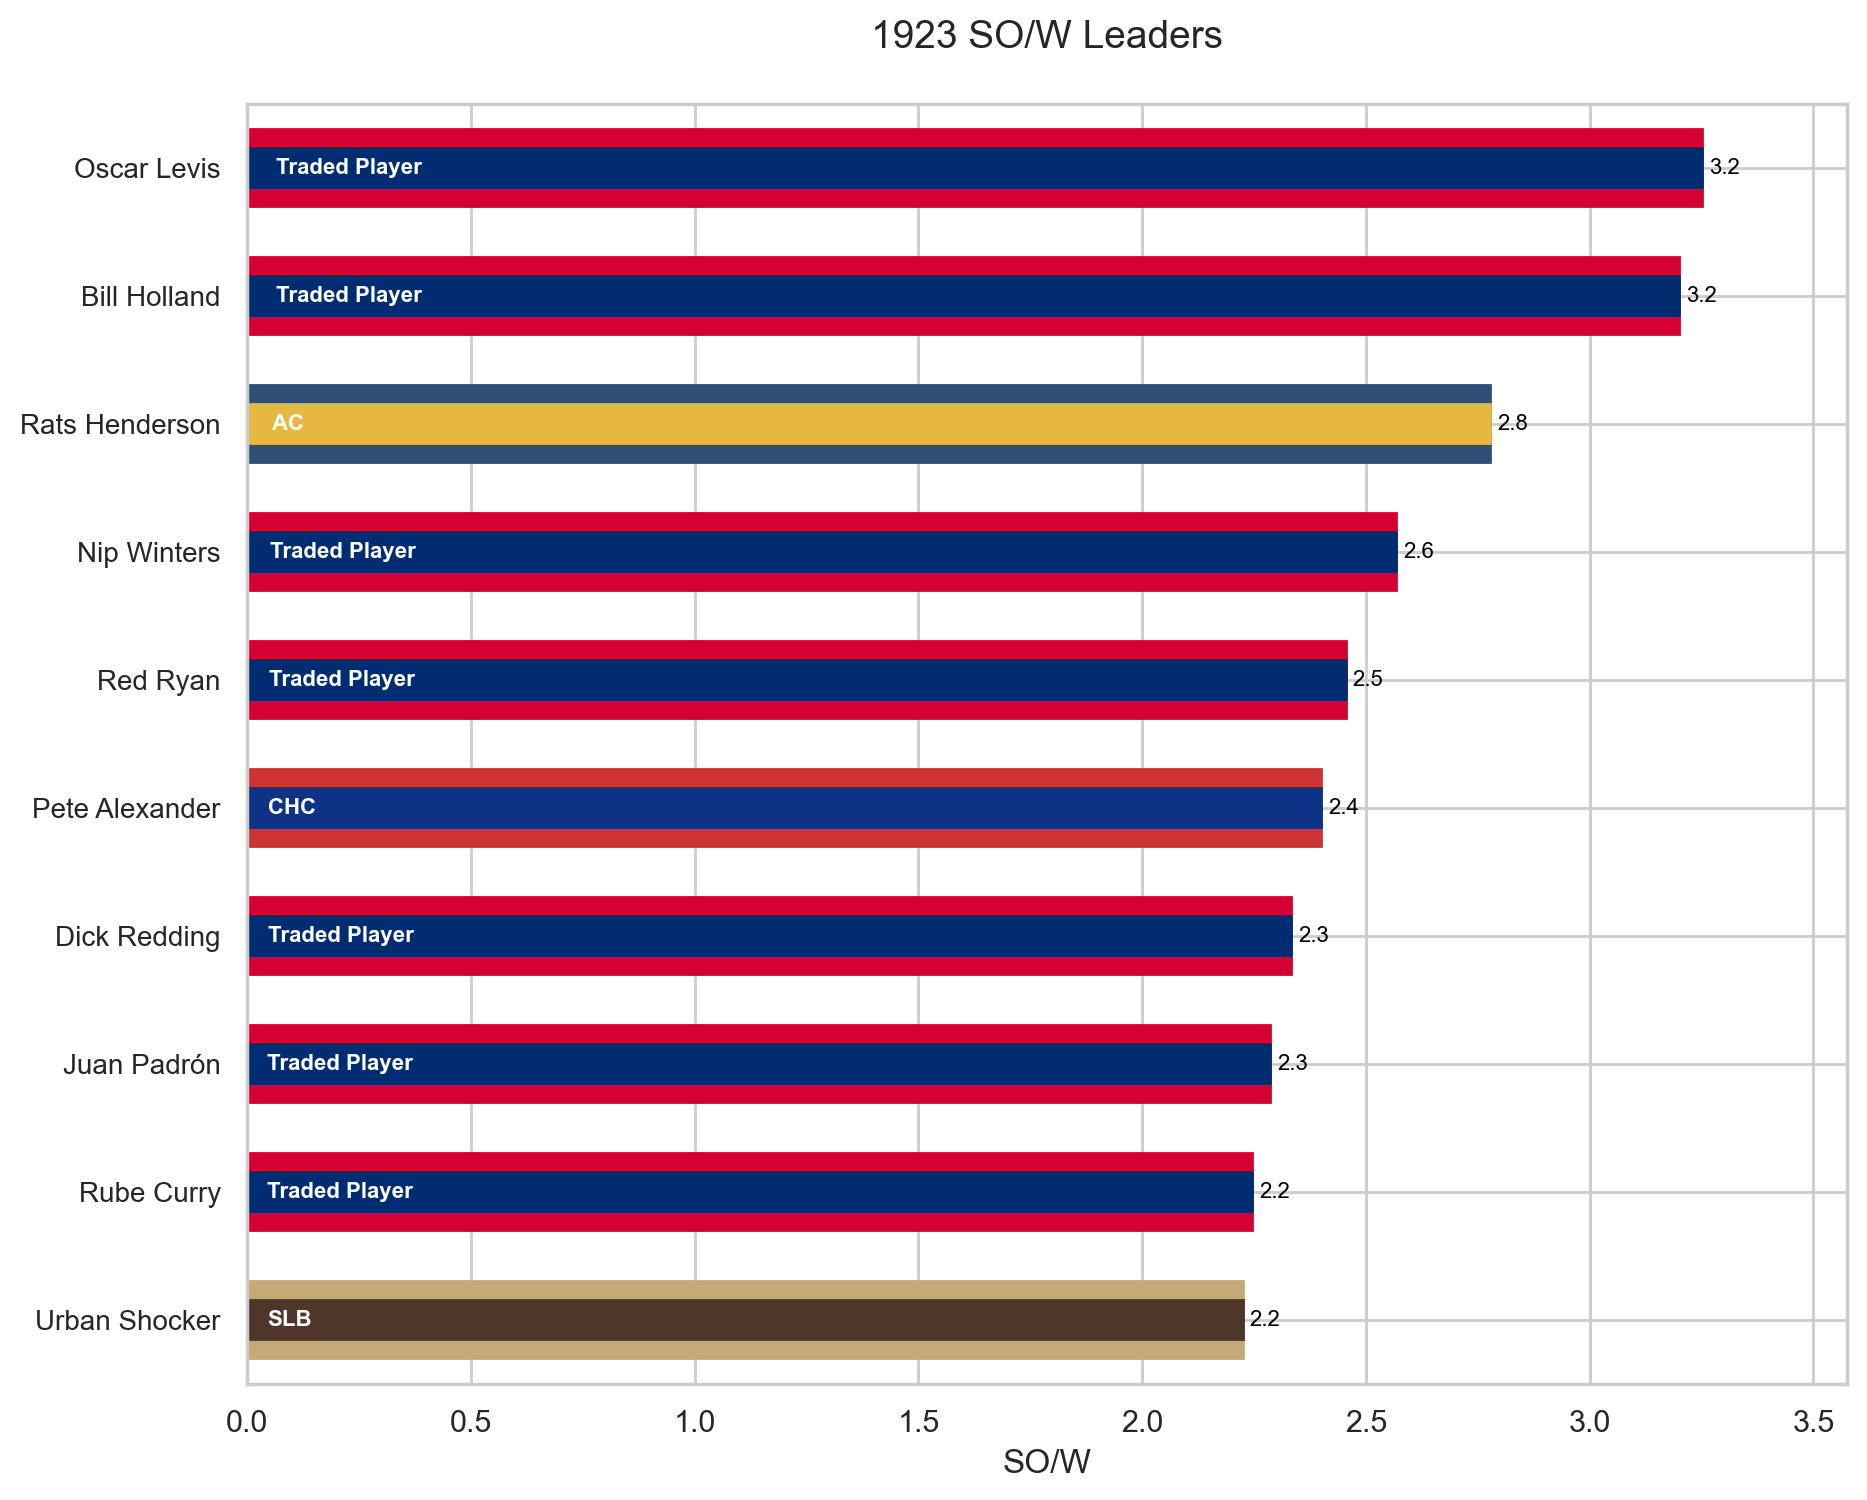 1923 SO/W Leaders
Oscar Levis
Traded Player
3.2
Bill Holland
Traded Player
3.2
Rats Henderson
AC
2.8
Nip Winters
Traded Player
2.6
Red Ryan
Traded Player
2.5
Pete Alexander
CHC
2.4
Dick Redding
Traded Player
2.3
Juan Padrón
Traded Player
2.3
Rube Curry
Traded Player
2.2
Urban Shocker
SLB
2.2
0.0 0.5 1.0 1.5 2.0 2.5 3.0 3.5
SO/W